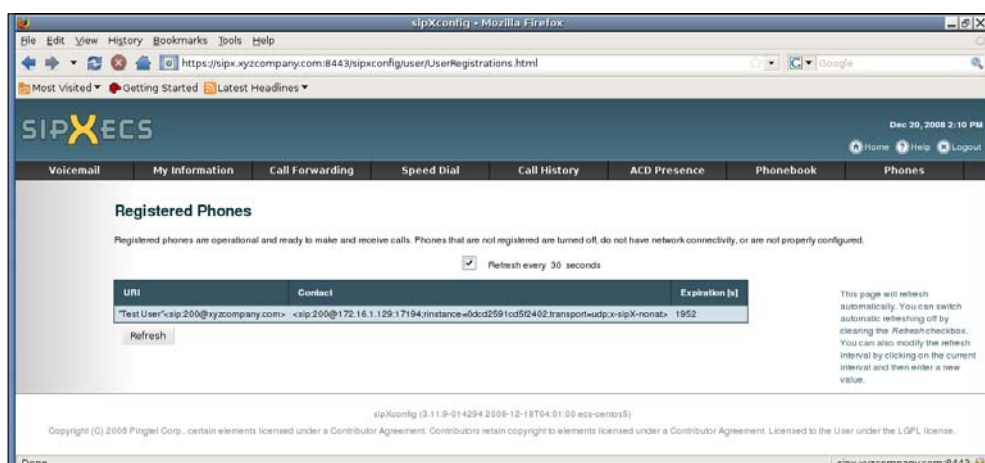 sipXconfig - Mozilla Firefox
File Edit View History Bookmarks Tools Help
https://sipx.xyzcompany.com:8443/sipxconfig/user/UserRegistrations.html
Google
Most Visited Getting Started Latest Headlines
SIPXECS
Dec 20, 2008 2:10 PM
Home Help Logout
Voicemail My Information Call Forwarding Speed Dial Call History ACD Presence Phonebook Phones
Registered Phones
Registered phones are operational and ready to make and receive calls. Phones that are not registered are turned off, do not have network connectivity, or are not properly configured.
Refresh every 30 seconds
URI Contact Expiration [s]
"Test User"<sip:200@xyzcompany.com> <sip:200@172.16.1.129:17194;rinstance=0dcd2591cd5f2402;transport=udp;x-sipX-nonat> 1952
Refresh
This page will refresh
automatically. You can switch
automatic refreshing off by
clearing the Refresh checkbox.
You can also modify the refresh
interval by clicking on the current
interval and then enter a new
value.
sipXconfig (3.11.9-014294 2008-12-18T04:01:00 ecs-centos5)
Copyright (C) 2008 Pingtel Corp., certain elements licensed under a Contributor Agreement. Contributors retain copyright to elements licensed under a Contributor Agreement. Licensed to the User under the LGPL license.
Done
sipx.xyzcompany.com:8443